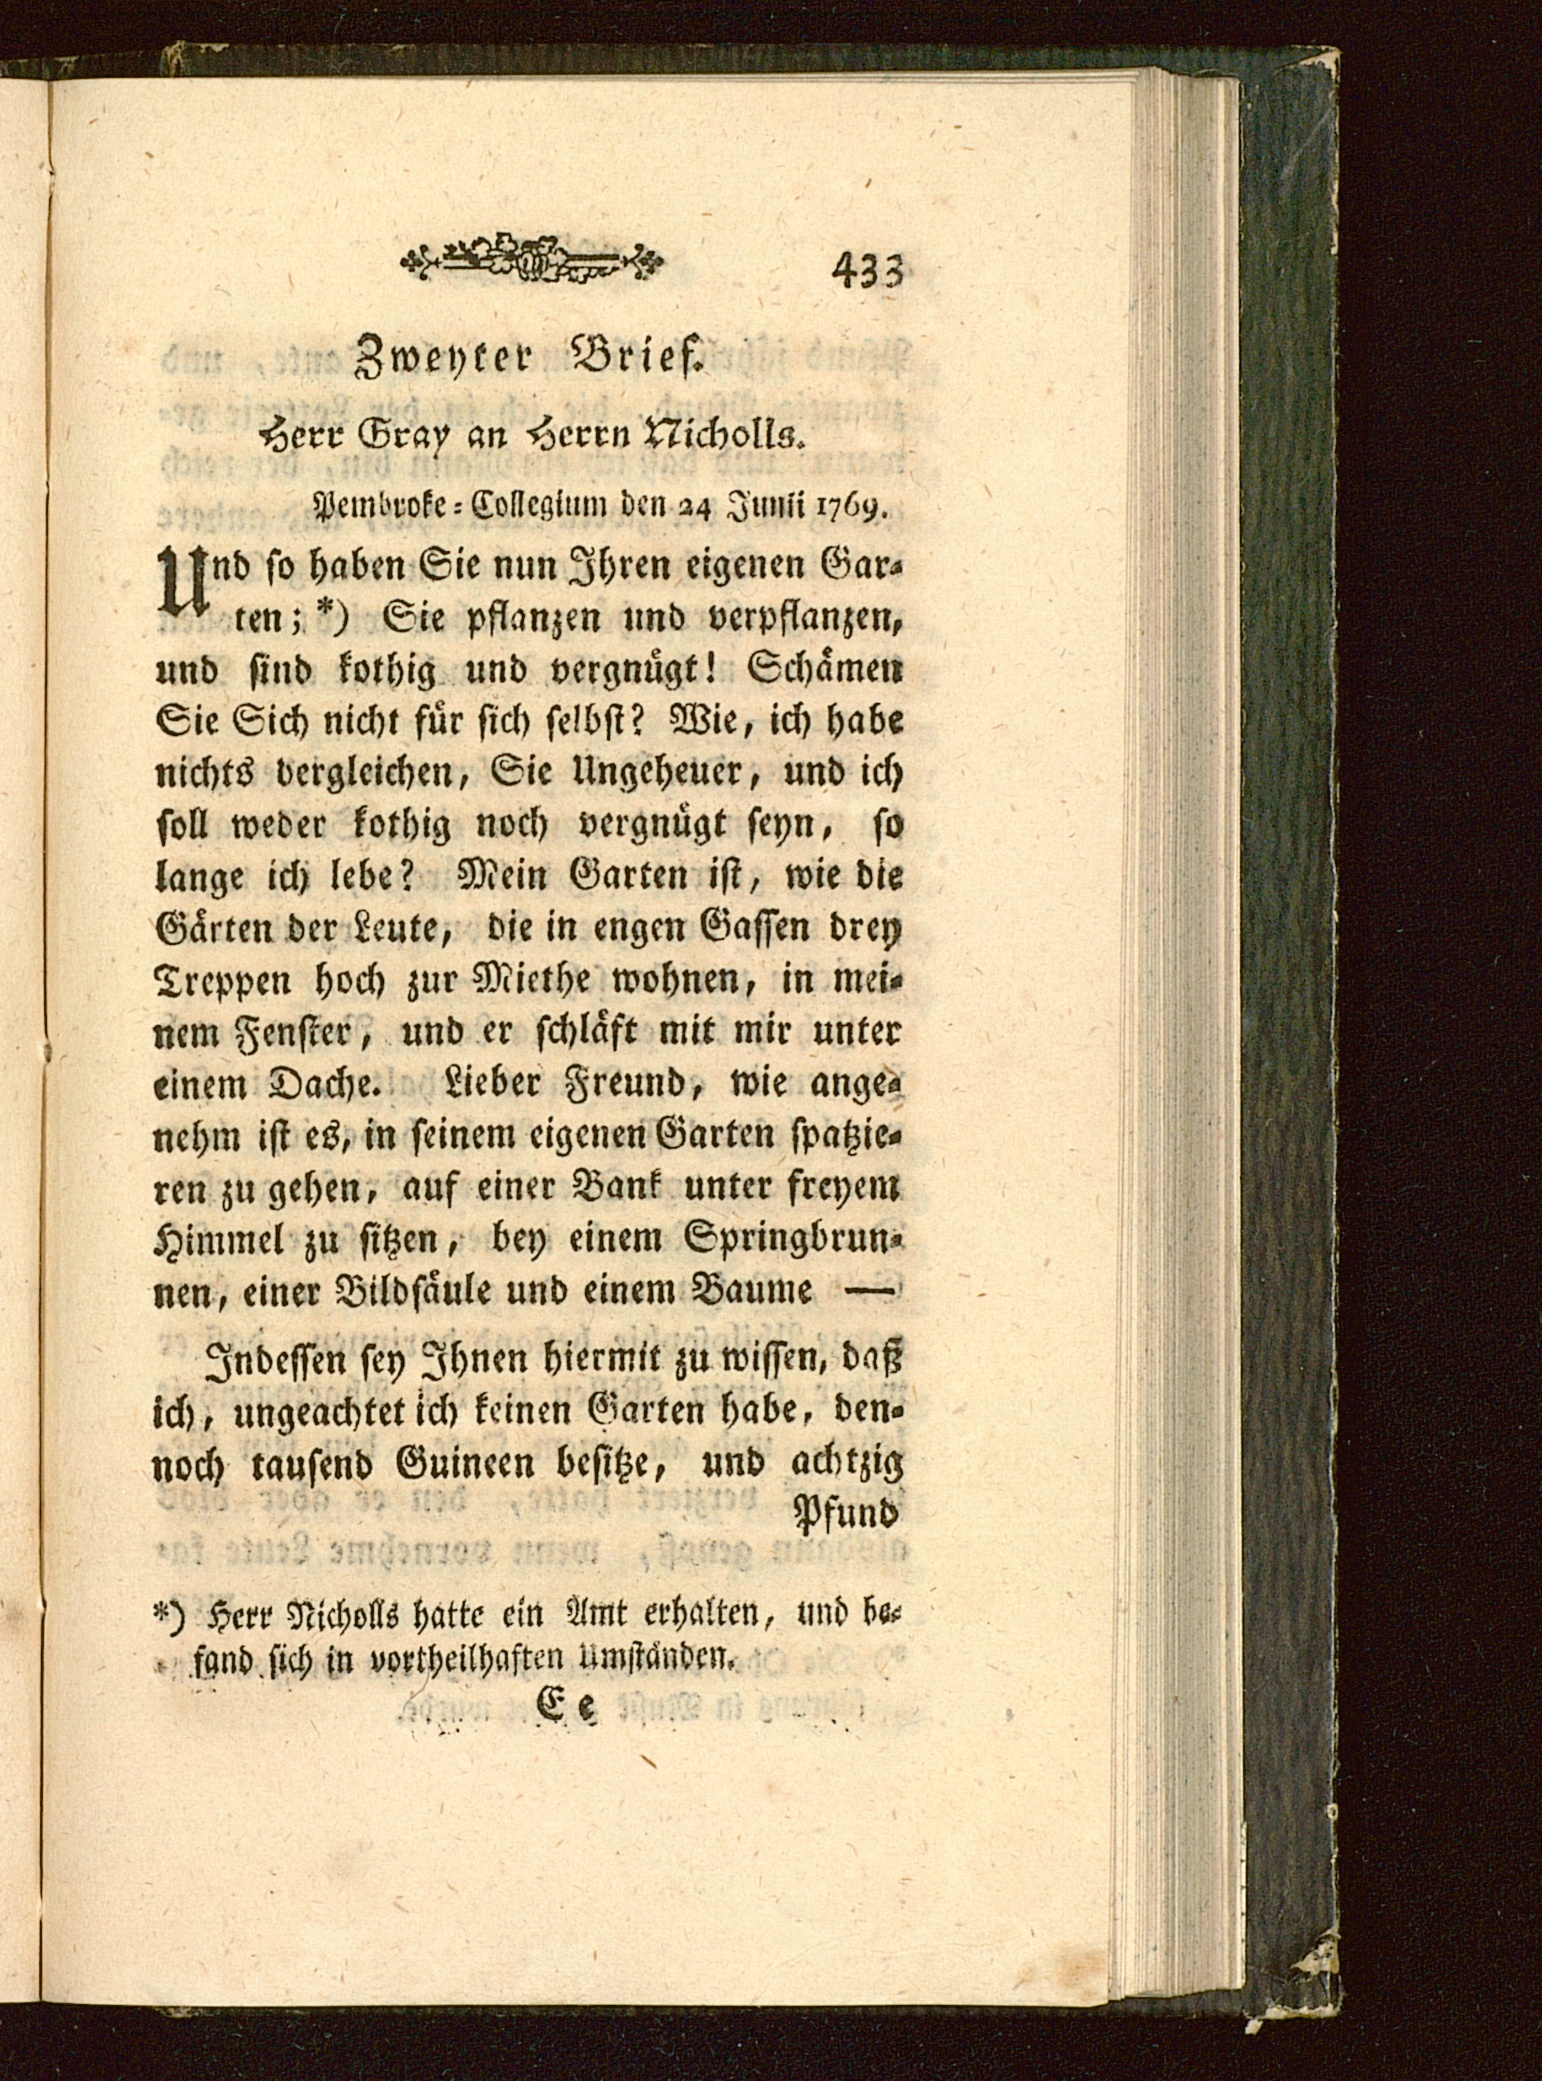 433
Zweyter Brief.
Herr Gray an Herrn Nicholls.
Pembroke-Collegium den 24 Junii 1769.
Und so haben Sie nun Ihren eigenen Gar-
ten; *) Sie pflanzen und verpflanzen,
und sind kothig und vergnügt! Schämen
Sie Sich nicht für sich selbst? Wie, ich habe
nichts dergleichen, Sie Ungeheuer, und ich
soll weder kothig noch vergnügt seyn, so
lange ich lebe? Mein Garten ist, wie die
Gärten der Leute, die in engen Gassen drey
Treppen hoch zur Miethe wohnen, in mei-
nem Fenster, und er schläft mit mir unter
einem Dache. Lieber Freund, wie ange-
nehm ist es, in seinem eigenen Garten spatzie-
ren zu gehen, auf einer Bank unter freyem
Himmel zu sitzen, bey einem Springbrun-
nen, einer Bildsäule und einem Baume —
Indessen sey Ihnen hiermit zu wissen, daß
ich, ungeachtet ich keinen Garten habe, den-
noch tausend Guineen besitze, und achtzig
Pfund
*) Herr Nicholls hatte ein Amt erhalten, und be-
fand sich in vortheilhaften Umständen.
E e